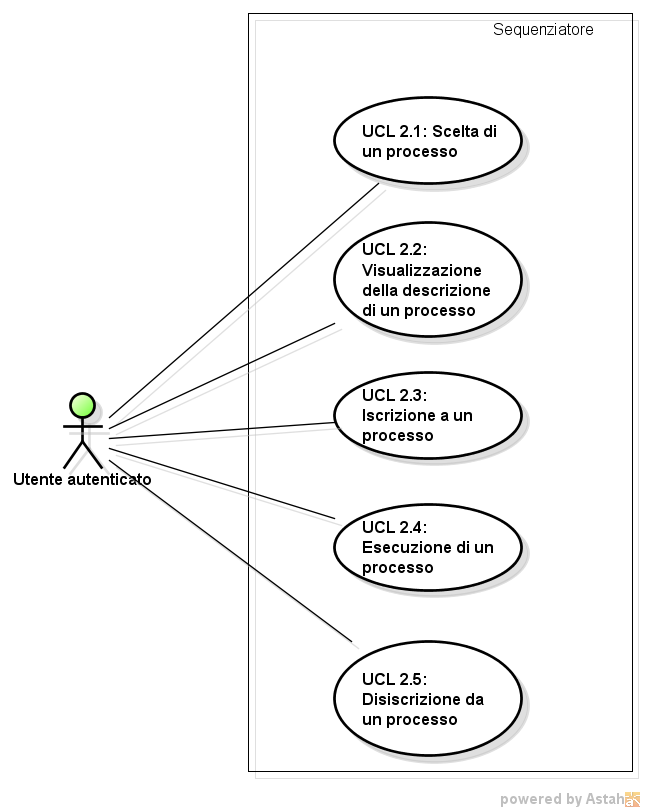 Sequenziatore
UCL 2.1: Scelta di
un processo
UCL 2.2:
Visualizzazione
della descrizione
di un processo
UCL 2.3:
Iscrizione a un
processo
Utente autenticato
UCL 2.4:
Esecuzione di un
processo
UCL 2.5:
Disiscrizione da
un processo
powered by Astah